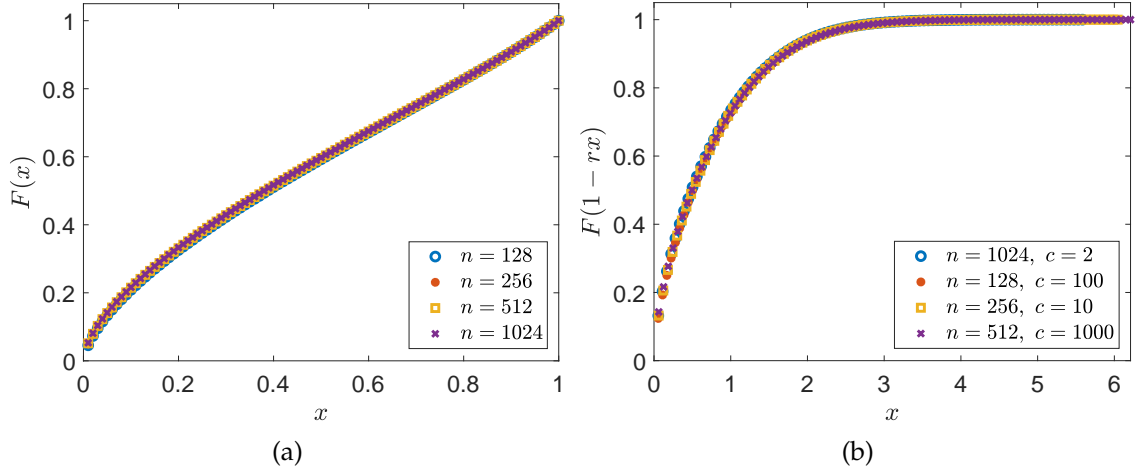 F(x)
1
0.8
0.6
0.4
0.2
0
0 0.2 0.4 0.6 0.8 1
x
n = 128
n = 256
n = 512
n = 1024
(a)
F(1 − rx)
1
0.8
0.6
0.4
0.2
0
0 1 2 3 4 5 6
x
n = 1024, c = 2
n = 128, c = 100
n = 256, c = 10
n = 512, c = 1000
(b)